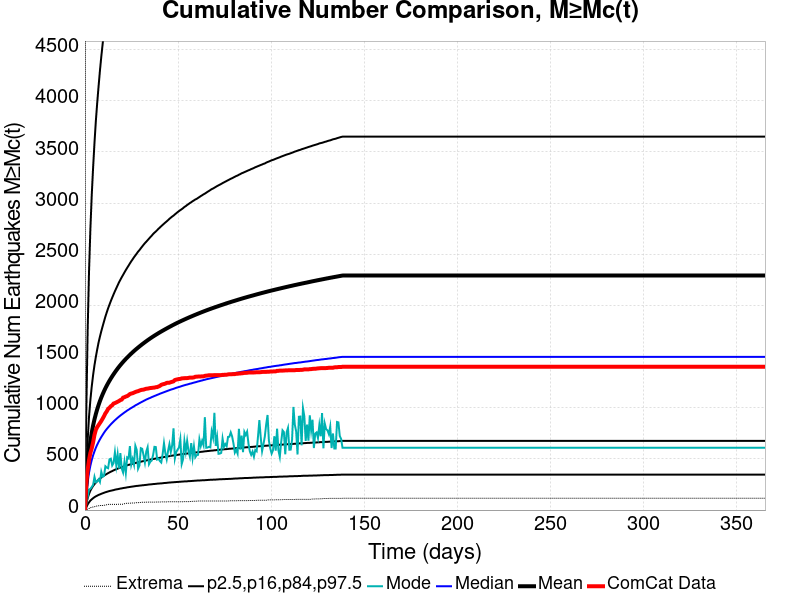 Cumulative Number Comparison, M≥Mc(t)
Cumulative Num Earthquakes M≥Mc(t)
4500
4000
3500
3000
2500
2000
1500
1000
500
0
0 50 100 150 200 250 300 350
Time (days)
Extrema p2.5,p16,p84,p97.5 Mode Median Mean ComCat Data